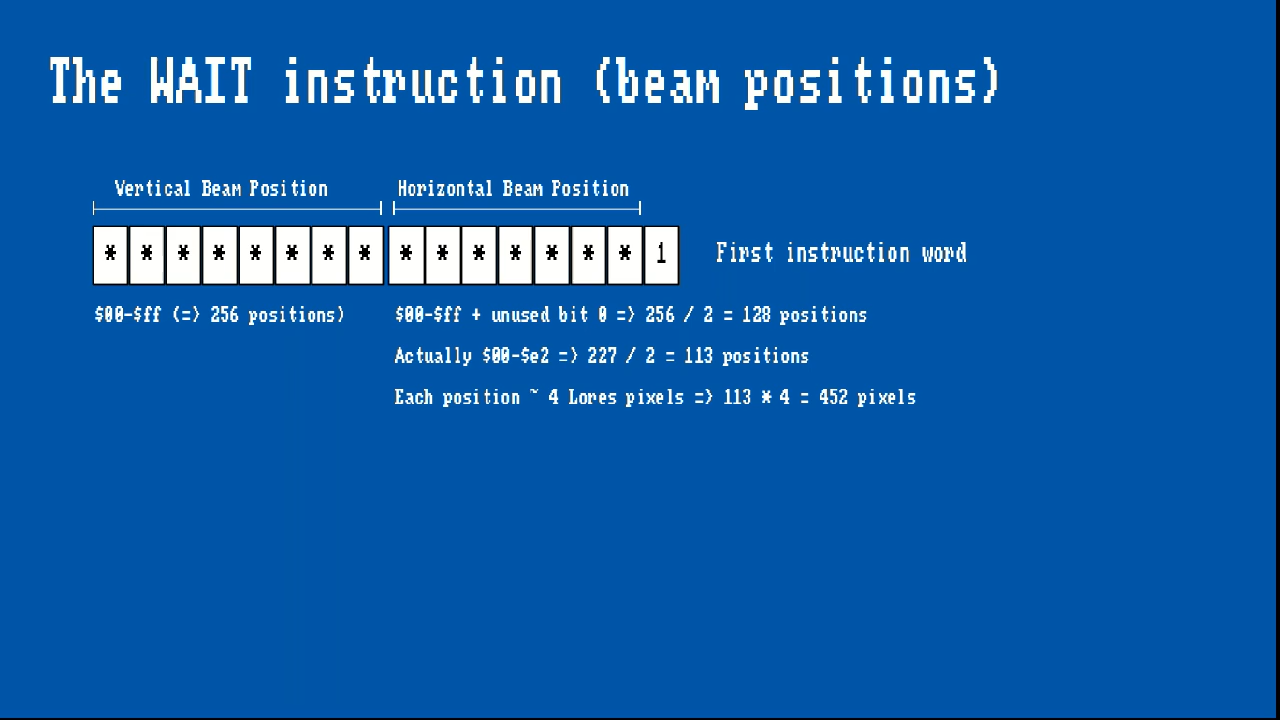 The WAIT instruction (beam positions)
Vertical Beam Position Horizontal Beam Position
* * * * * * * * * * * * * * * 1 First instruction word
$00-$ff (=> 256 positions) $00-$ff + unused bit 0 => 256 / 2 = 128 positions
Actually $00-$e2 => 227 / 2 = 113 positions
Each position ~ 4 Lores pixels => 113 * 4 = 452 pixels